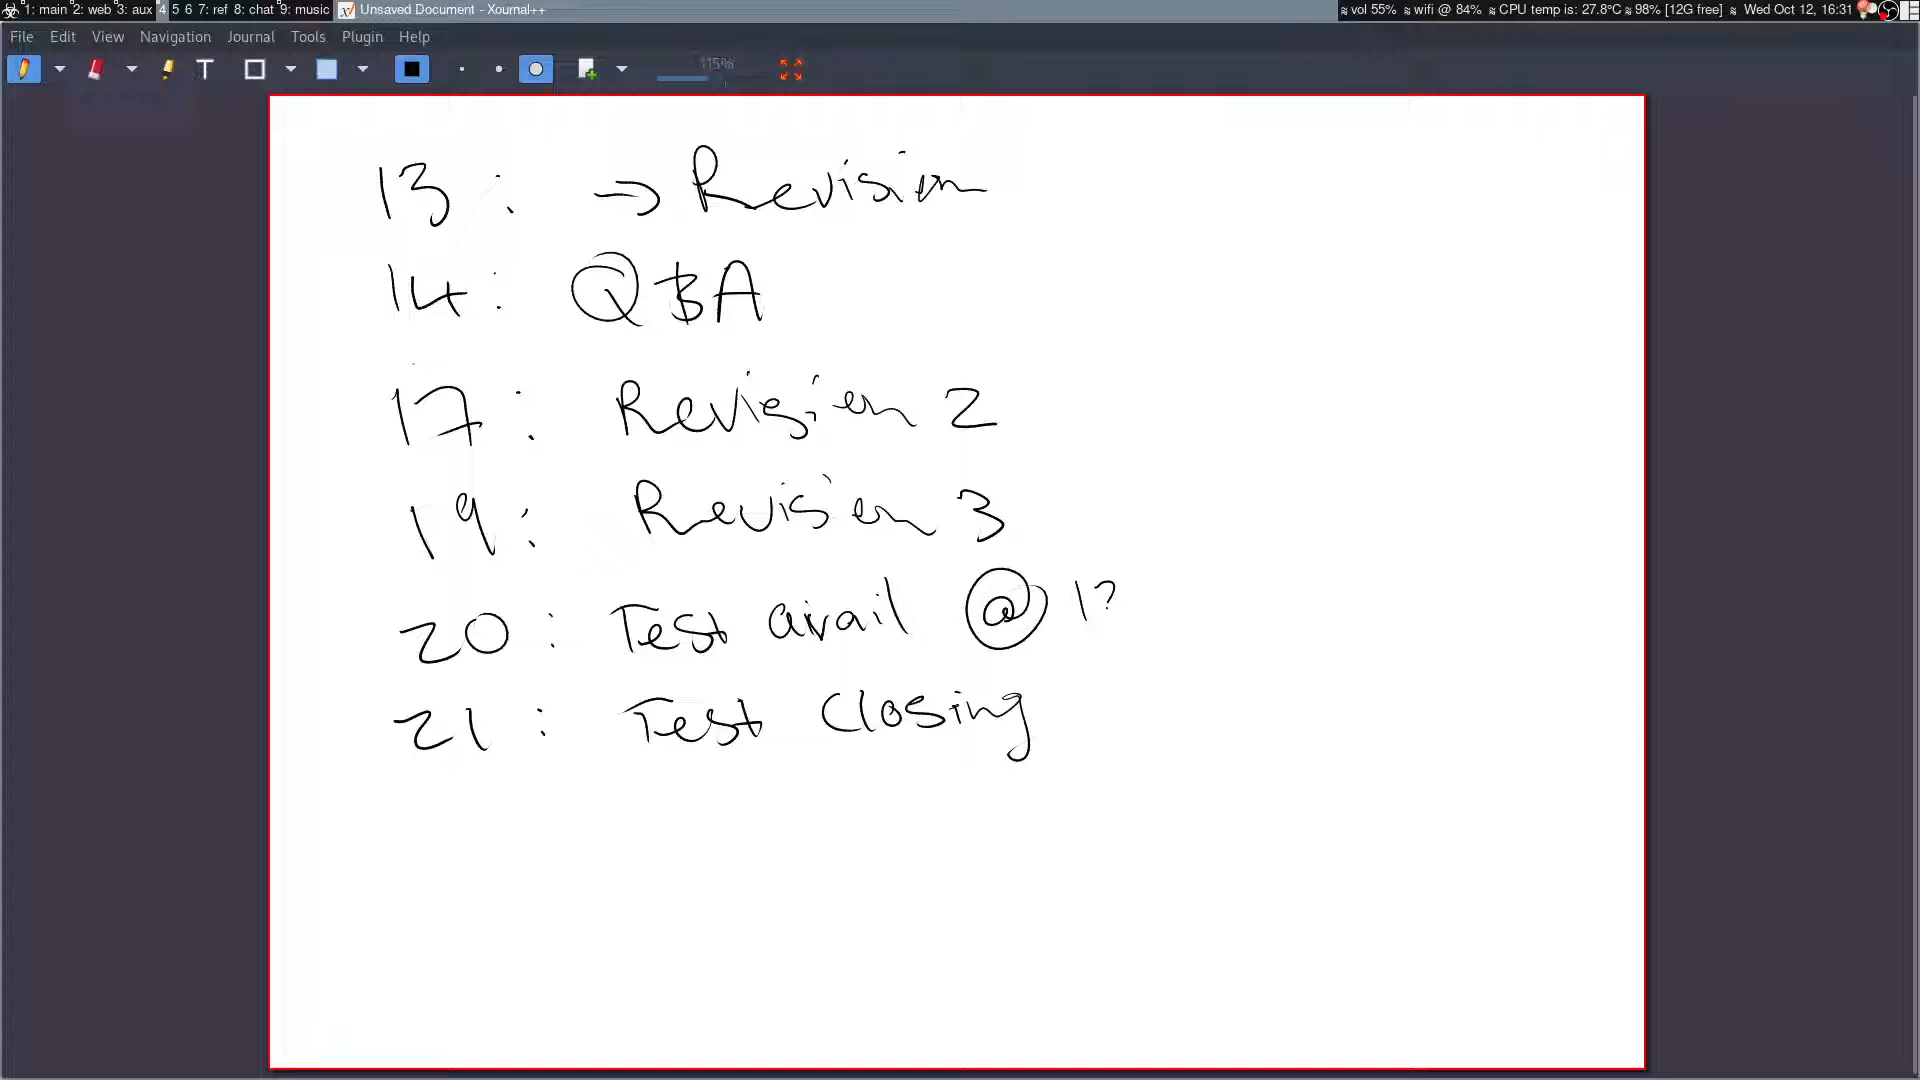 1: main 2: web 3: aux 4 5 6 7: ref 8: chat 9: music Unsaved Document - Xournal++ vol 55% wifi @ 84% CPU temp is: 27.8°C 98% [12G free] Wed Oct 12, 16:31
File Edit View Navigation Journal Tools Plugin Help
T 115%
13: → Revision
14: Q&A
17: Revision 2
19: Revision 3
20: Test avail @ 1?
21: Test closing